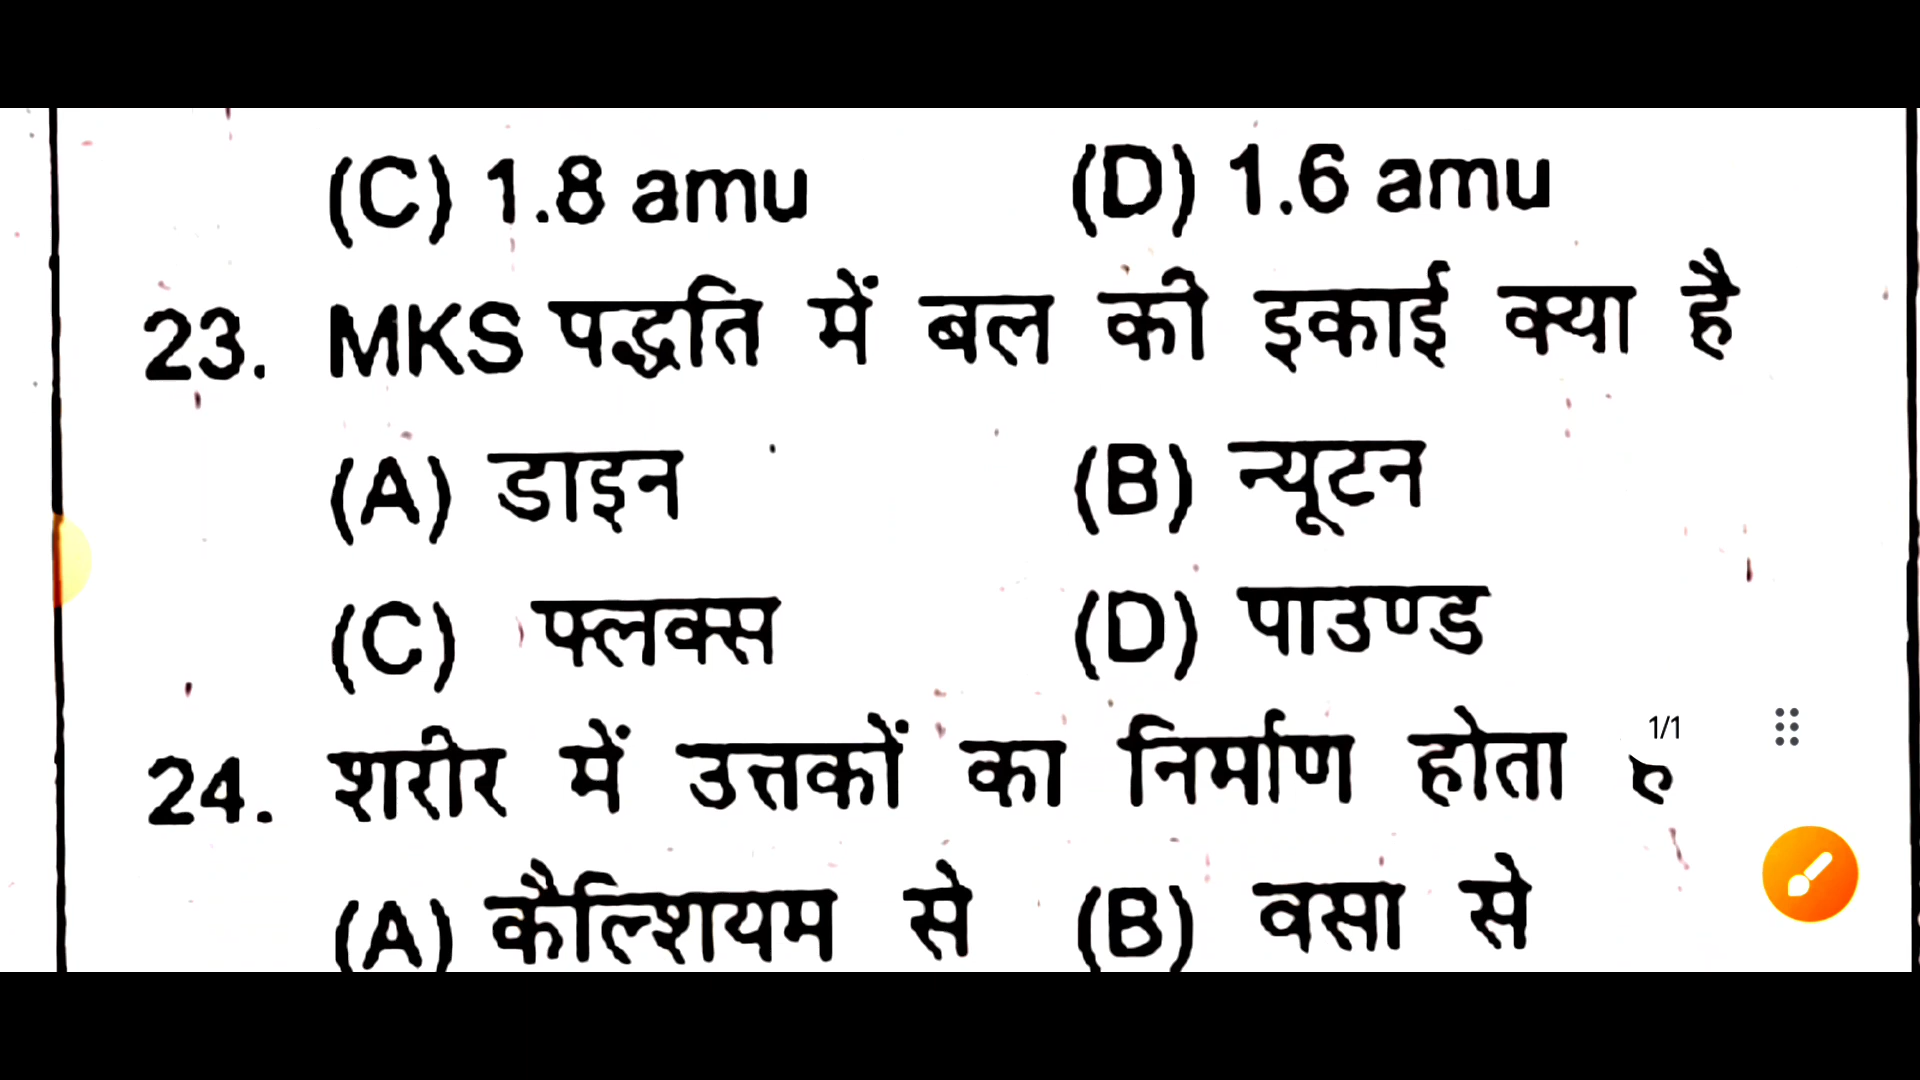 (C) 1.8 amu (D) 1.6 amu
23. MKS पद्धति में बल की इकाई क्या है
(A) डाइन (B) न्यूटन
(C) फ्लक्स (D) पाउण्ड
1/1
24. शरीर में उत्तकों का निर्माण होता
(A) कैल्शियम से (B) वसा से